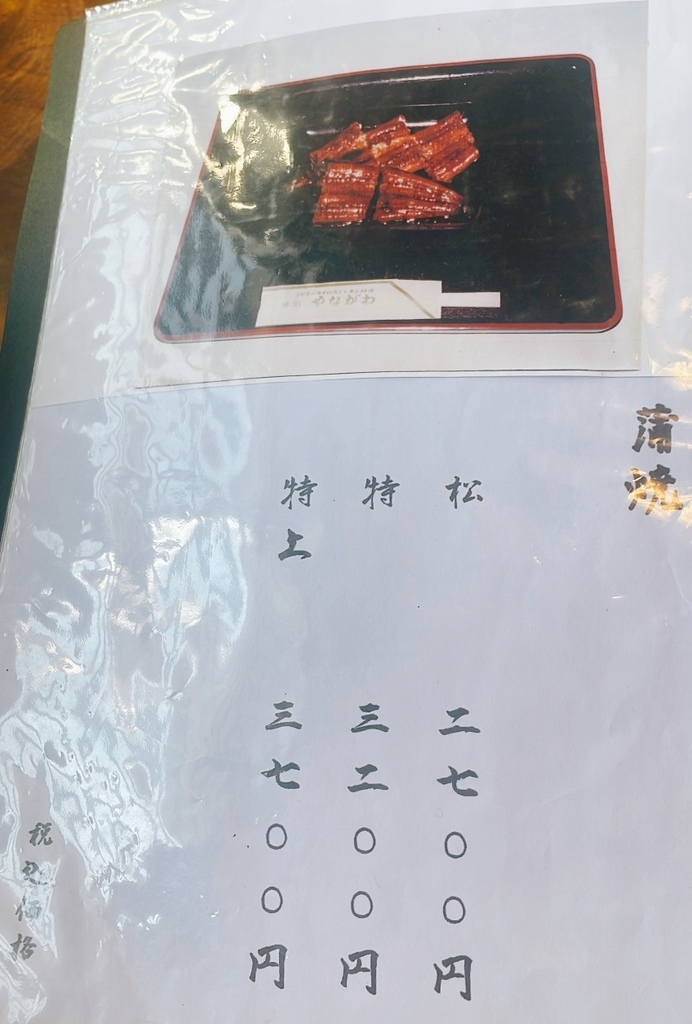 やながわ
蒲焼
松 二七〇〇円
特 三二〇〇円
特上 三七〇〇円
税込価格